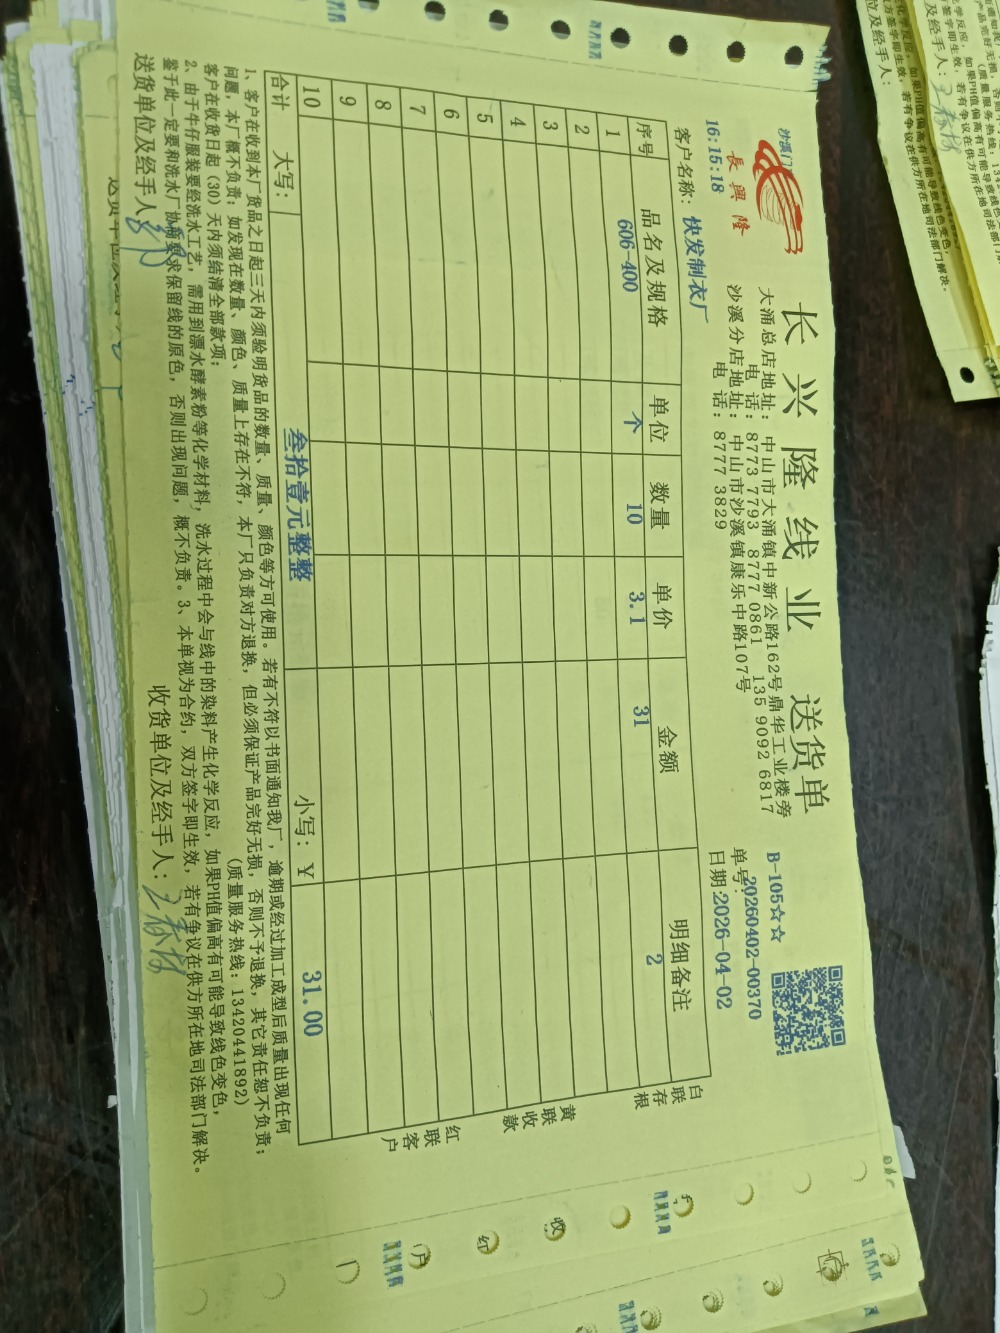 长兴隆线业 送货单
沙溪门
長興隆
16:15:18
大涌总店地址：中山市大涌镇中新公路162号鼎华工业楼旁
电话：8773 7793 8777 0861 135 9092 6817
沙溪分店地址：中山市沙溪镇康乐中路107号
电话：8777 3829
B-105☆☆
单号：20260402-00370
日期：2026-04-02
客户名称：快发制衣厂
序号 品名及规格 单位 数量 单价 金额 明细备注
1 606-400 个 10 3.1 31 2
2
3
4
5
6
7
8
9
10
合计 大写：叁拾壹元整整 小写：￥ 31.00
白联存根
黄联收款
红联客户
1、客户在收到本厂货品之日起三天内须验明货品的数量、质量、颜色等方可使用。若有不符以书面通知我厂，逾期或经过加工成型后质量出现任何
问题，本厂概不负责；如发现在数量、颜色、质量上存在不符，本厂只负责对方退换，但必须保证产品完好无损，否则不予退换，其它责任恕不负责；
客户在收货日起（30）天内须结清全部款项； （质量服务热线：13420441892）
2、由于牛仔服装要经洗水工艺，需用到漂水酵素粉等化学材料，洗水过程中会与线中的染料产生化学反应，如果PH值偏高有可能导致线色变色，
鉴于此一定要和洗水厂协商要求保留线的原色，否则出现问题，概不负责。3、本单视为合约，双方签字即生效，若有争议在供方所在地司法部门解决。
送货单位及经手人： 收货单位及经手人：